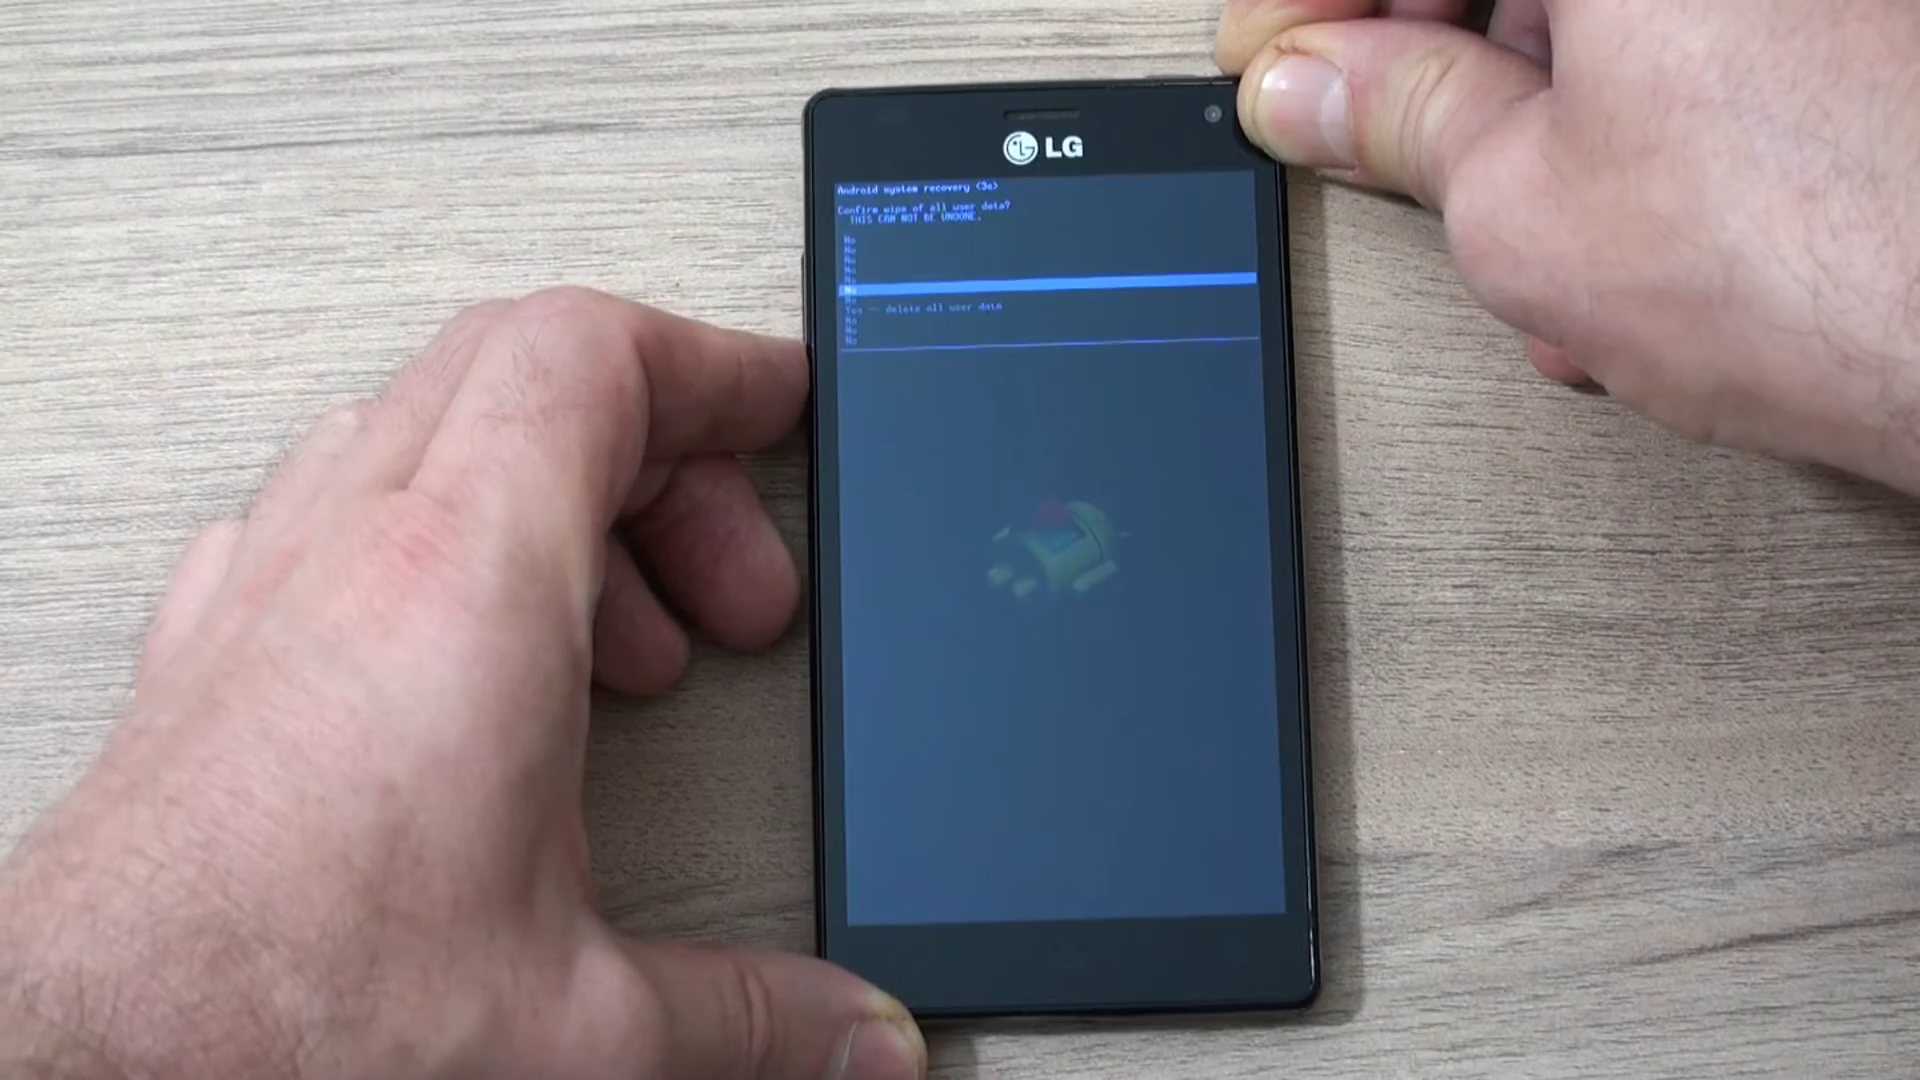 LG
Android system recovery <3e>
Confirm wipe of all user data?
THIS CAN NOT BE UNDONE.
No
No
No
No
No
No
No
Yes -- delete all user data
No
No
No